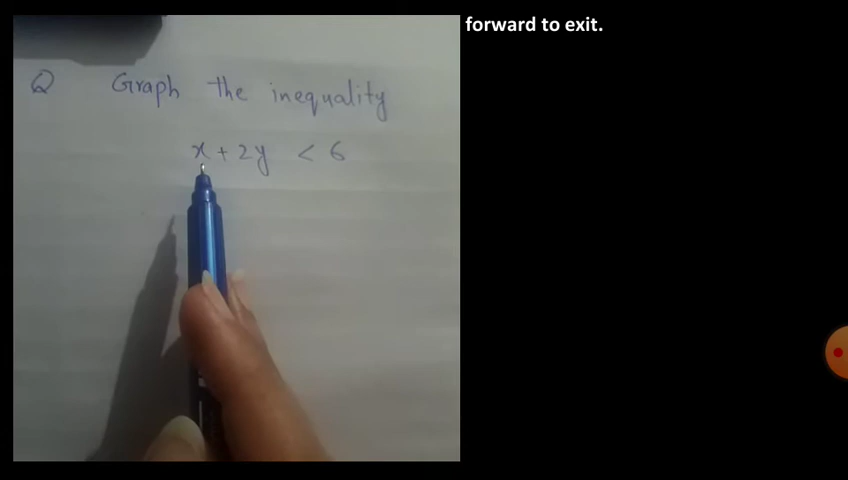 forward to exit.
Q Graph the inequality
x + 2y < 6